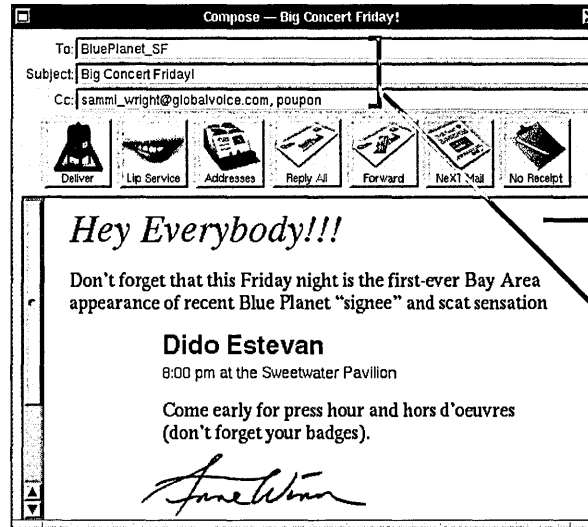 Compose — Big Concert Friday!
To: BluePlanet_SF
Subject: Big Concert Friday!
Cc: samml_wright@globalvoice.com, poupon
Deliver Lip Service Addresses Reply All Forward NeXT Mail No Receipt
Hey Everybody!!!
Don't forget that this Friday night is the first-ever Bay Area
appearance of recent Blue Planet “signee” and scat sensation
Dido Estevan
8:00 pm at the Sweetwater Pavilion
Come early for press hour and hors d'oeuvres
(don't forget your badges).
Anne Winn